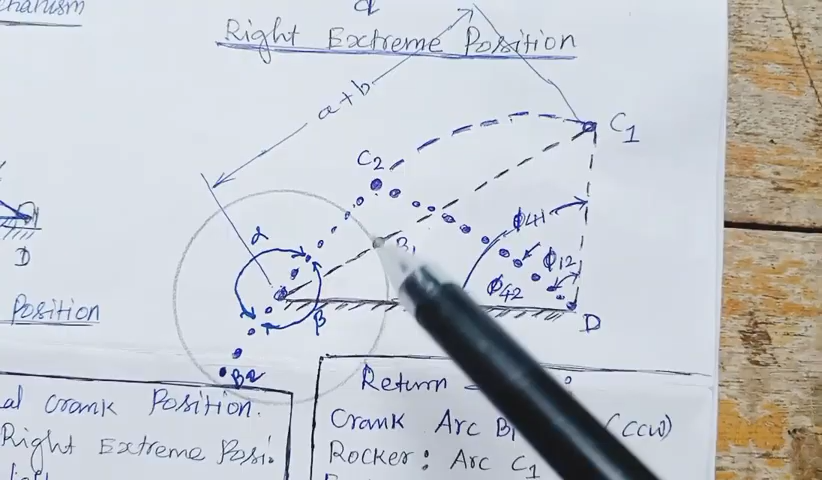 Right Extreme Position
a+b
C1
C2
B1
α
β
ϕ41
ϕ12
ϕ42
D
D
B2
Position
al Crank Position.
Right Extreme Posi.
Return
Crank Arc B1 (CCW)
Rocker: Arc C1